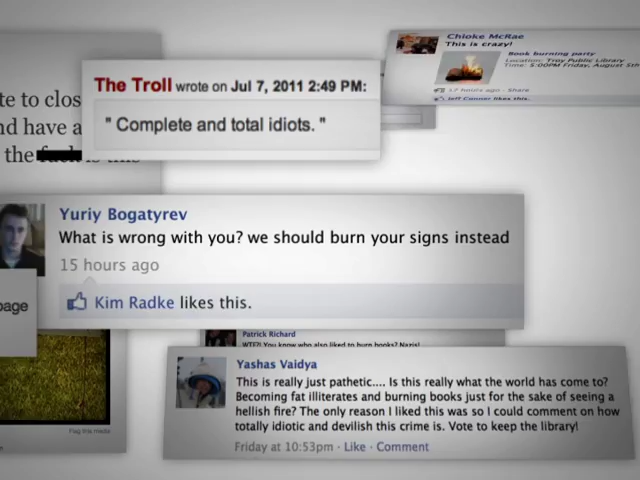 Chioke McRae
This is crazy!
Book burning party
Location: Troy Public Library
Time: 5:00PM Friday, August 5th
17 hours ago · Share
Jeff Conner likes this.
The Troll wrote on Jul 7, 2011 2:49 PM:
" Complete and total idiots. "
te to clos
nd have a
the fuck is this
Yuriy Bogatyrev
What is wrong with you? we should burn your signs instead
15 hours ago
Kim Radke likes this.
page
Patrick Richard
WTF?! You know who also liked to burn books? Nazis!
Yashas Vaidya
This is really just pathetic.... Is this really what the world has come to?
Becoming fat illiterates and burning books just for the sake of seeing a
hellish fire? The only reason I liked this was so I could comment on how
totally idiotic and devilish this crime is. Vote to keep the library!
Friday at 10:53pm · Like · Comment
Flag this media